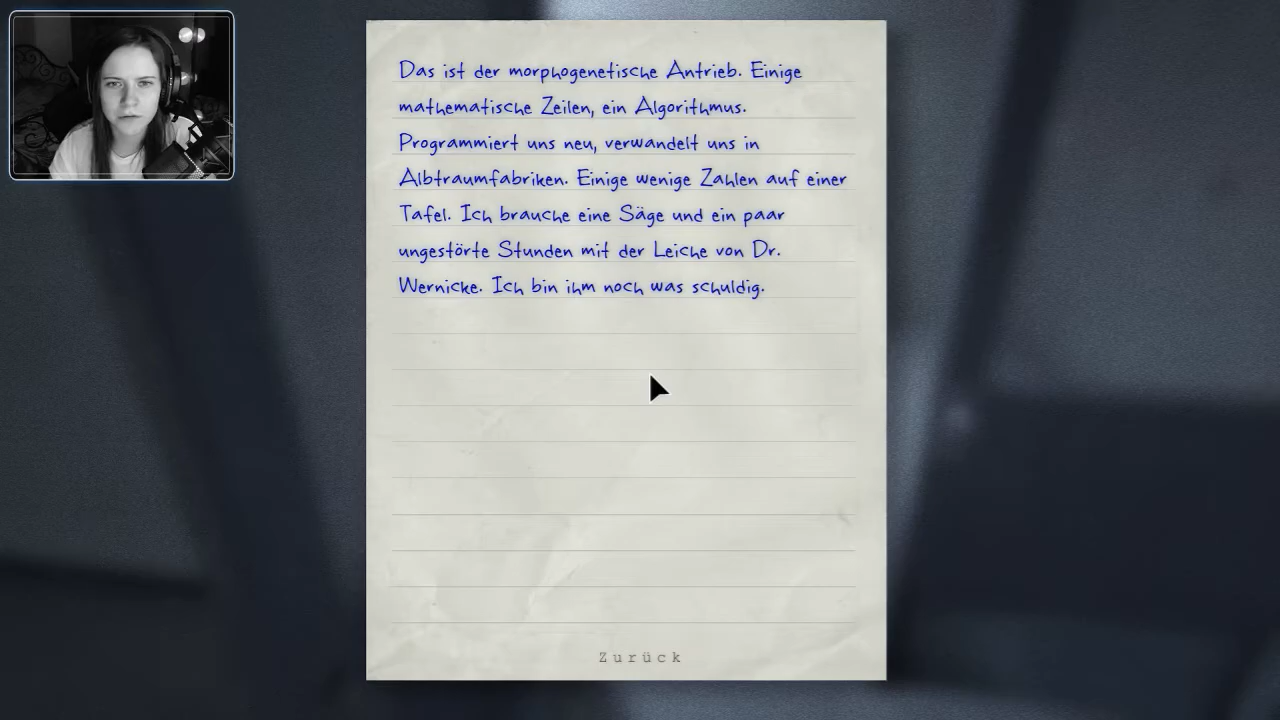 Das ist der morphogenetische Antrieb. Einige
mathematische Zeilen, ein Algorithmus.
Programmiert uns neu, verwandelt uns in
Albtraumfabriken. Einige wenige Zahlen auf einer
Tafel. Ich brauche eine Säge und ein paar
ungestörte Stunden mit der Leiche von Dr.
Wernicke. Ich bin ihm noch was schuldig.
Zurück